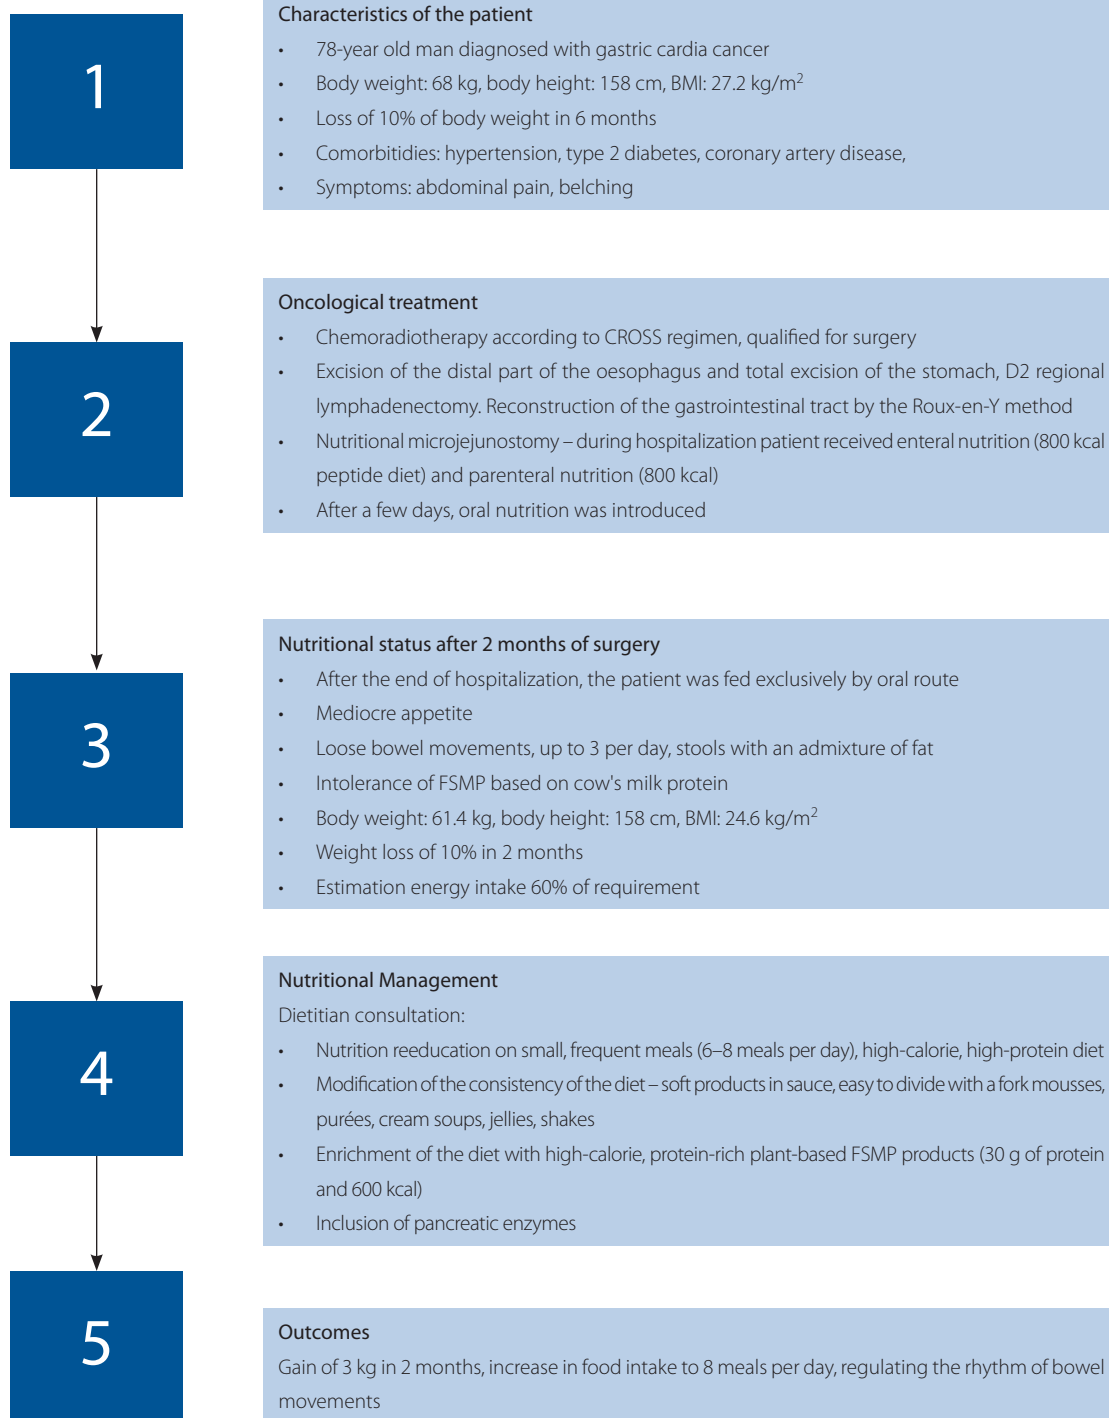 1
Characteristics of the patient
• 78-year old man diagnosed with gastric cardia cancer
• Body weight: 68 kg, body height: 158 cm, BMI: 27.2 kg/m²
• Loss of 10% of body weight in 6 months
• Comorbitidies: hypertension, type 2 diabetes, coronary artery disease,
• Symptoms: abdominal pain, belching
2
Oncological treatment
• Chemoradiotherapy according to CROSS regimen, qualified for surgery
• Excision of the distal part of the oesophagus and total excision of the stomach, D2 regional
lymphadenectomy. Reconstruction of the gastrointestinal tract by the Roux-en-Y method
• Nutritional microjejunostomy – during hospitalization patient received enteral nutrition (800 kcal
peptide diet) and parenteral nutrition (800 kcal)
• After a few days, oral nutrition was introduced
3
Nutritional status after 2 months of surgery
• After the end of hospitalization, the patient was fed exclusively by oral route
• Mediocre appetite
• Loose bowel movements, up to 3 per day, stools with an admixture of fat
• Intolerance of FSMP based on cow's milk protein
• Body weight: 61.4 kg, body height: 158 cm, BMI: 24.6 kg/m²
• Weight loss of 10% in 2 months
• Estimation energy intake 60% of requirement
4
Nutritional Management
Dietitian consultation:
• Nutrition reeducation on small, frequent meals (6–8 meals per day), high-calorie, high-protein diet
• Modification of the consistency of the diet – soft products in sauce, easy to divide with a fork mousses,
purées, cream soups, jellies, shakes
• Enrichment of the diet with high-calorie, protein-rich plant-based FSMP products (30 g of protein
and 600 kcal)
• Inclusion of pancreatic enzymes
5
Outcomes
Gain of 3 kg in 2 months, increase in food intake to 8 meals per day, regulating the rhythm of bowel
movements